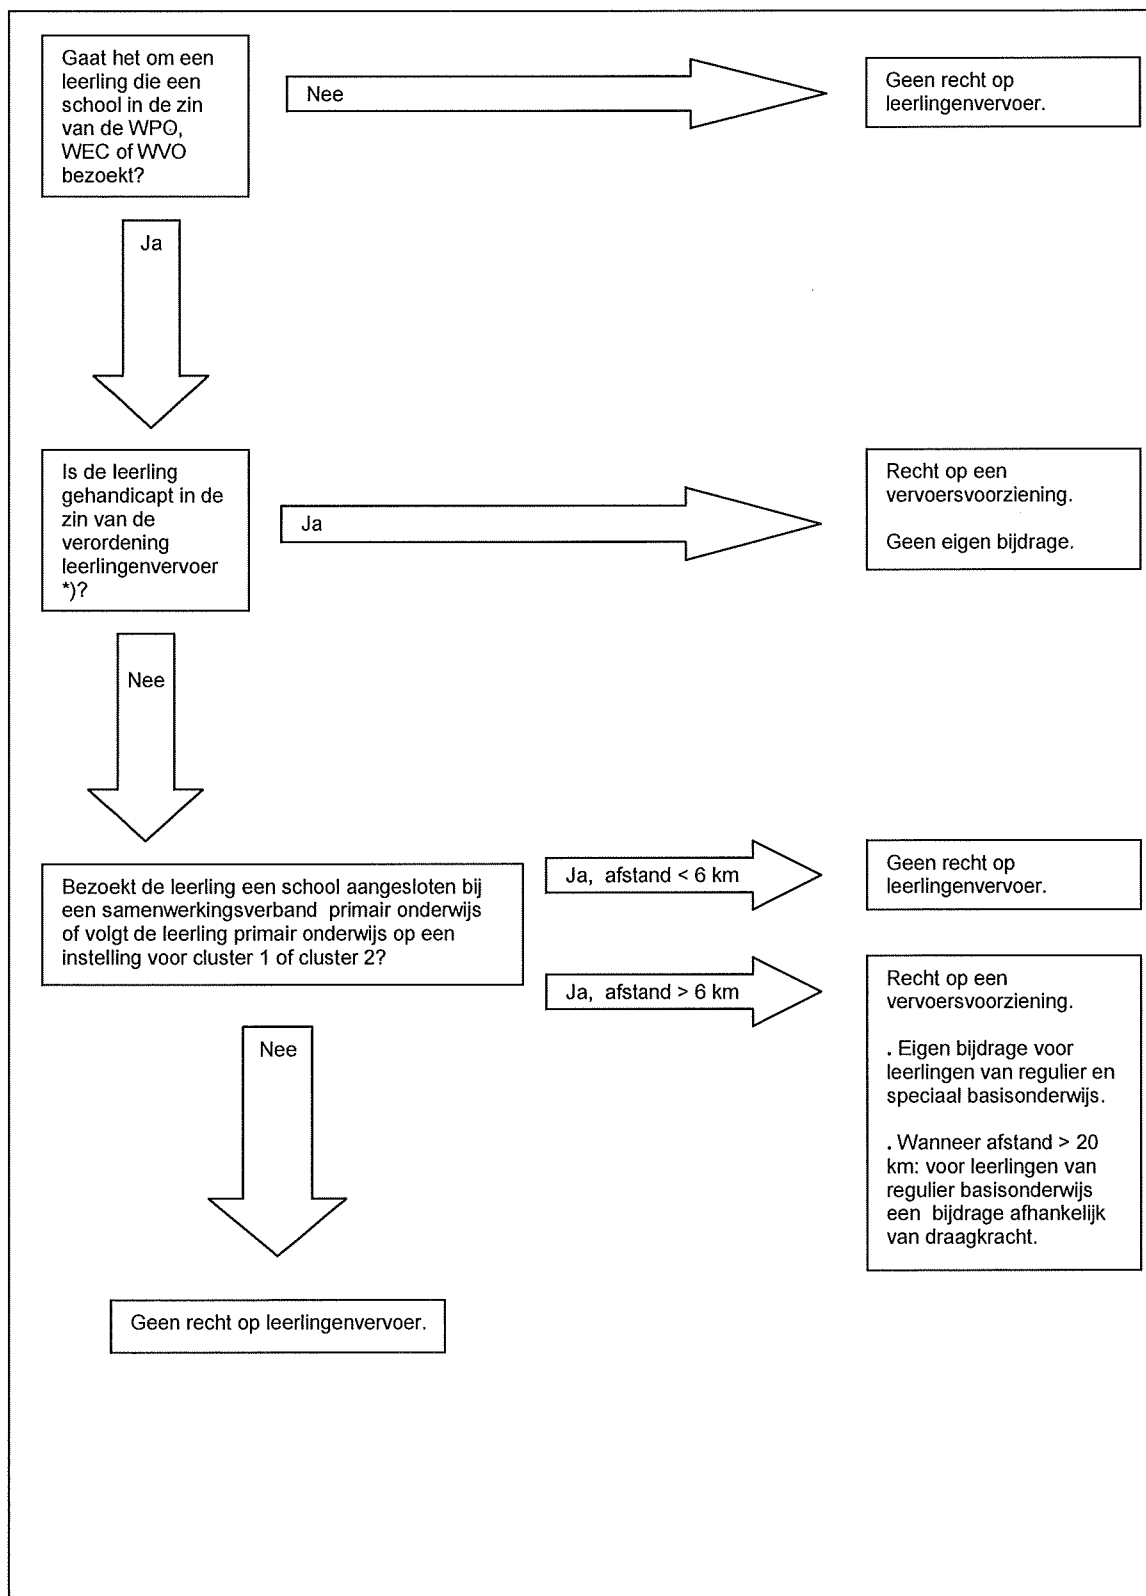 Gaat het om een
leerling die een
school in de zin
van de WPO,
WEC of WVO
bezoekt?
Nee
Geen recht op
leerlingenvervoer.
Ja
Is de leerling
gehandicapt in de
zin van de
verordening
leerlingenvervoer
*)?
Ja
Recht op een
vervoersvoorziening.
Geen eigen bijdrage.
Nee
Bezoekt de leerling een school aangesloten bij
een samenwerkingsverband primair onderwijs
of volgt de leerling primair onderwijs op een
instelling voor cluster 1 of cluster 2?
Ja, afstand < 6 km
Geen recht op
leerlingenvervoer.
Ja, afstand > 6 km
Recht op een
vervoersvoorziening.
. Eigen bijdrage voor
leerlingen van regulier en
speciaal basisonderwijs.
. Wanneer afstand > 20
km: voor leerlingen van
regulier basisonderwijs
een bijdrage afhankelijk
van draagkracht.
Nee
Geen recht op leerlingenvervoer.